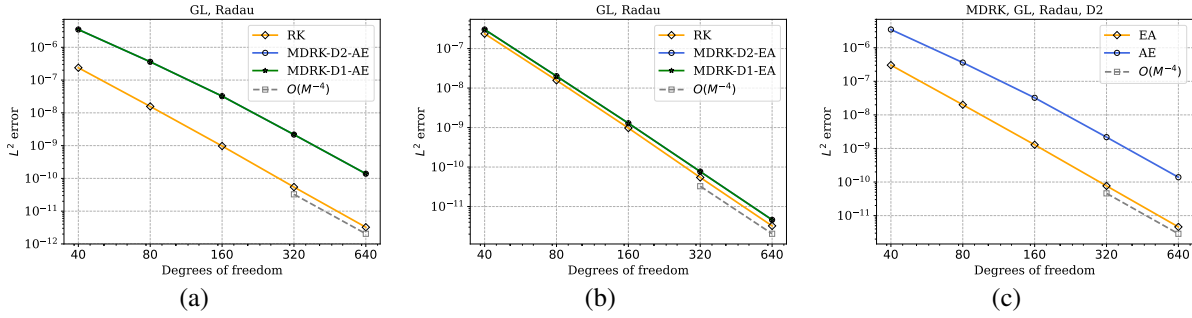 GL, Radau
L² error
10⁻⁶
10⁻⁷
10⁻⁸
10⁻⁹
10⁻¹⁰
10⁻¹¹
10⁻¹²
RK
MDRK-D2-AE
MDRK-D1-AE
O(M⁻⁴)
40 80 160 320 640
Degrees of freedom
(a)
GL, Radau
L² error
10⁻⁷
10⁻⁸
10⁻⁹
10⁻¹⁰
10⁻¹¹
RK
MDRK-D2-EA
MDRK-D1-EA
O(M⁻⁴)
40 80 160 320 640
Degrees of freedom
(b)
MDRK, GL, Radau, D2
L² error
10⁻⁶
10⁻⁷
10⁻⁸
10⁻⁹
10⁻¹⁰
10⁻¹¹
EA
AE
O(M⁻⁴)
40 80 160 320 640
Degrees of freedom
(c)